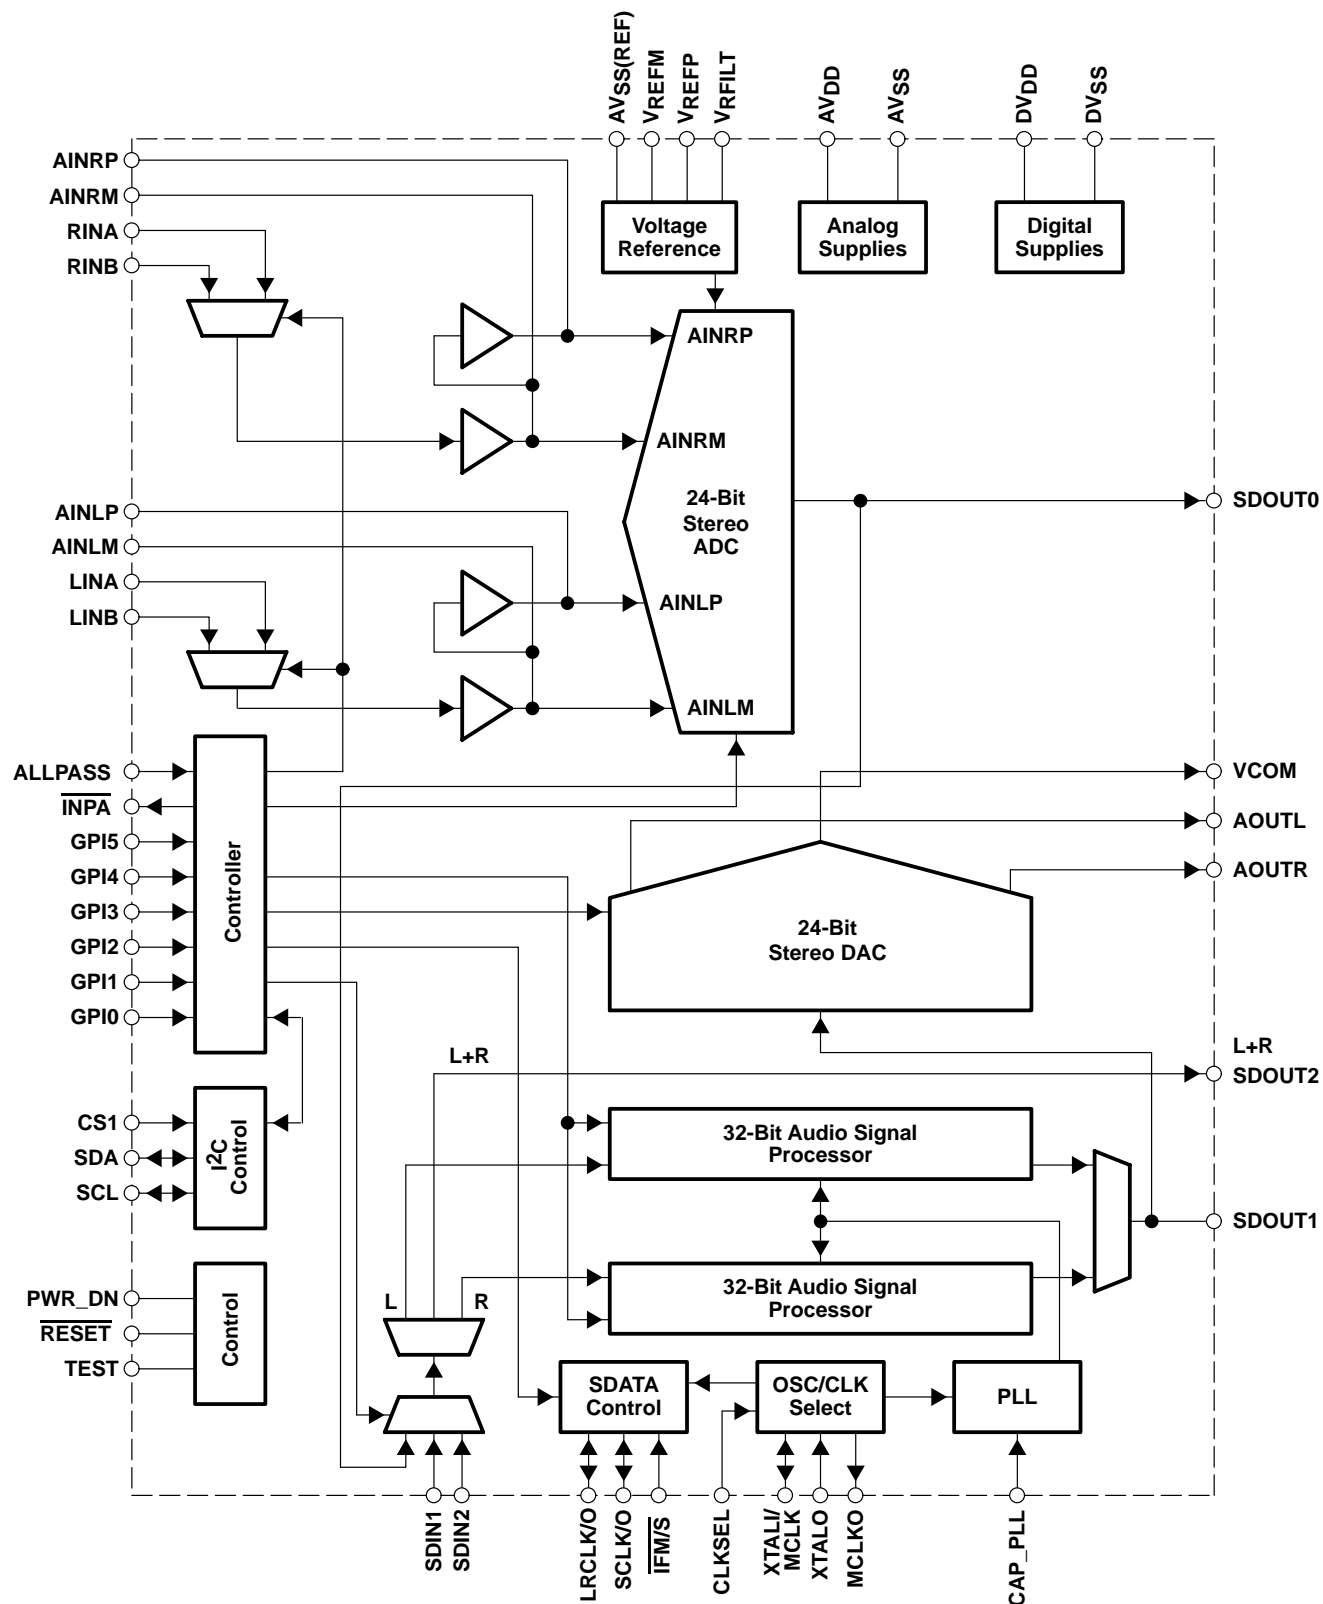 AVSS(REF)
VREFM
VREFP
VRFILT
AVDD
AVSS
DVDD
DVSS
AINRP
AINRM
RINA
RINB
Voltage
Reference
Analog
Supplies
Digital
Supplies
AINRP
AINRM
24-Bit
Stereo
ADC
SDOUT0
AINLP
AINLM
LINA
LINB
AINLP
AINLM
ALLPASS
INPA
GPI5
GPI4
GPI3
GPI2
GPI1
GPI0
Controller
VCOM
AOUTL
AOUTR
24-Bit
Stereo DAC
L+R
L+R
SDOUT2
CS1
SDA
SCL
I2C
Control
32-Bit Audio Signal
Processor
SDOUT1
32-Bit Audio Signal
Processor
PWR_DN
RESET
TEST
Control
L
R
SDATA
Control
OSC/CLK
Select
PLL
SDIN1
SDIN2
LRCLK/O
SCLK/O
IFM/S
CLKSEL
XTALI/
MCLK
XTALO
MCLKO
CAP_PLL